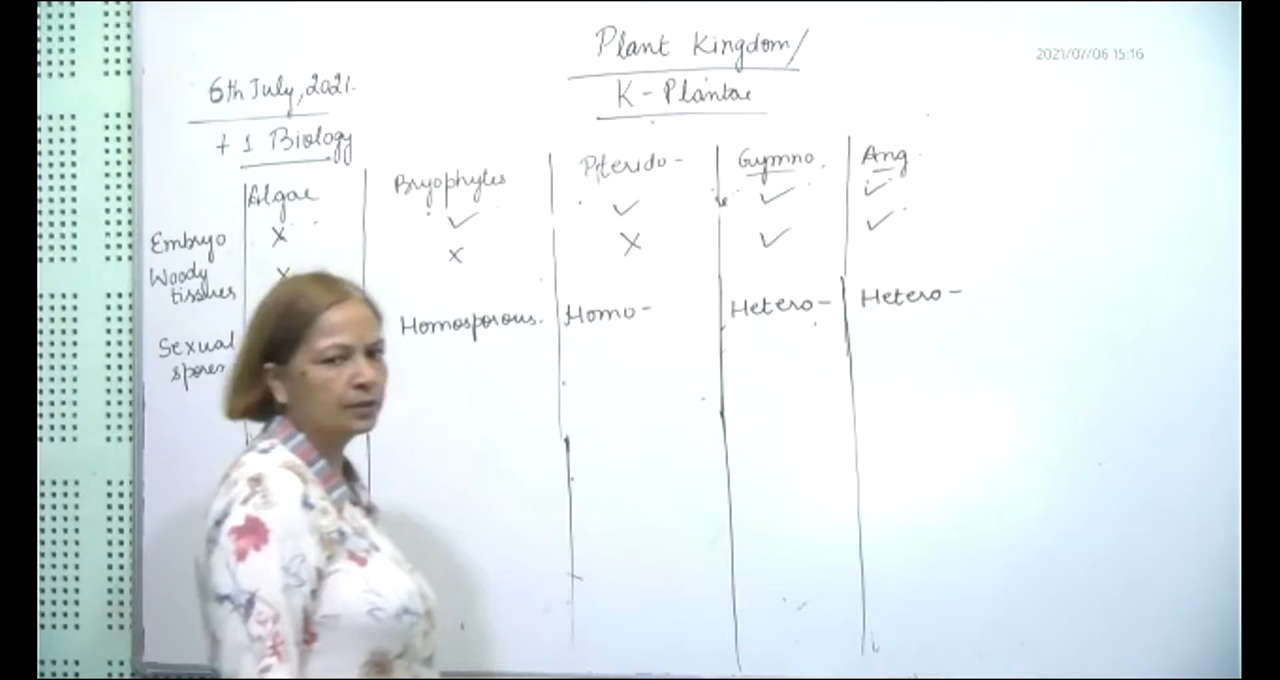 Plant Kingdom/
K - Plantae
2021/07/06 15:16
6th July, 2021.
+ 1 Biology
Algae Bryophytes Pterido - Gymno. Ang
Embryo X ✓ ✓ ✓ ✓
Woody X X X ✓ ✓
tissues
Sexual Homosporous. Homo - Hetero - Hetero -
spores